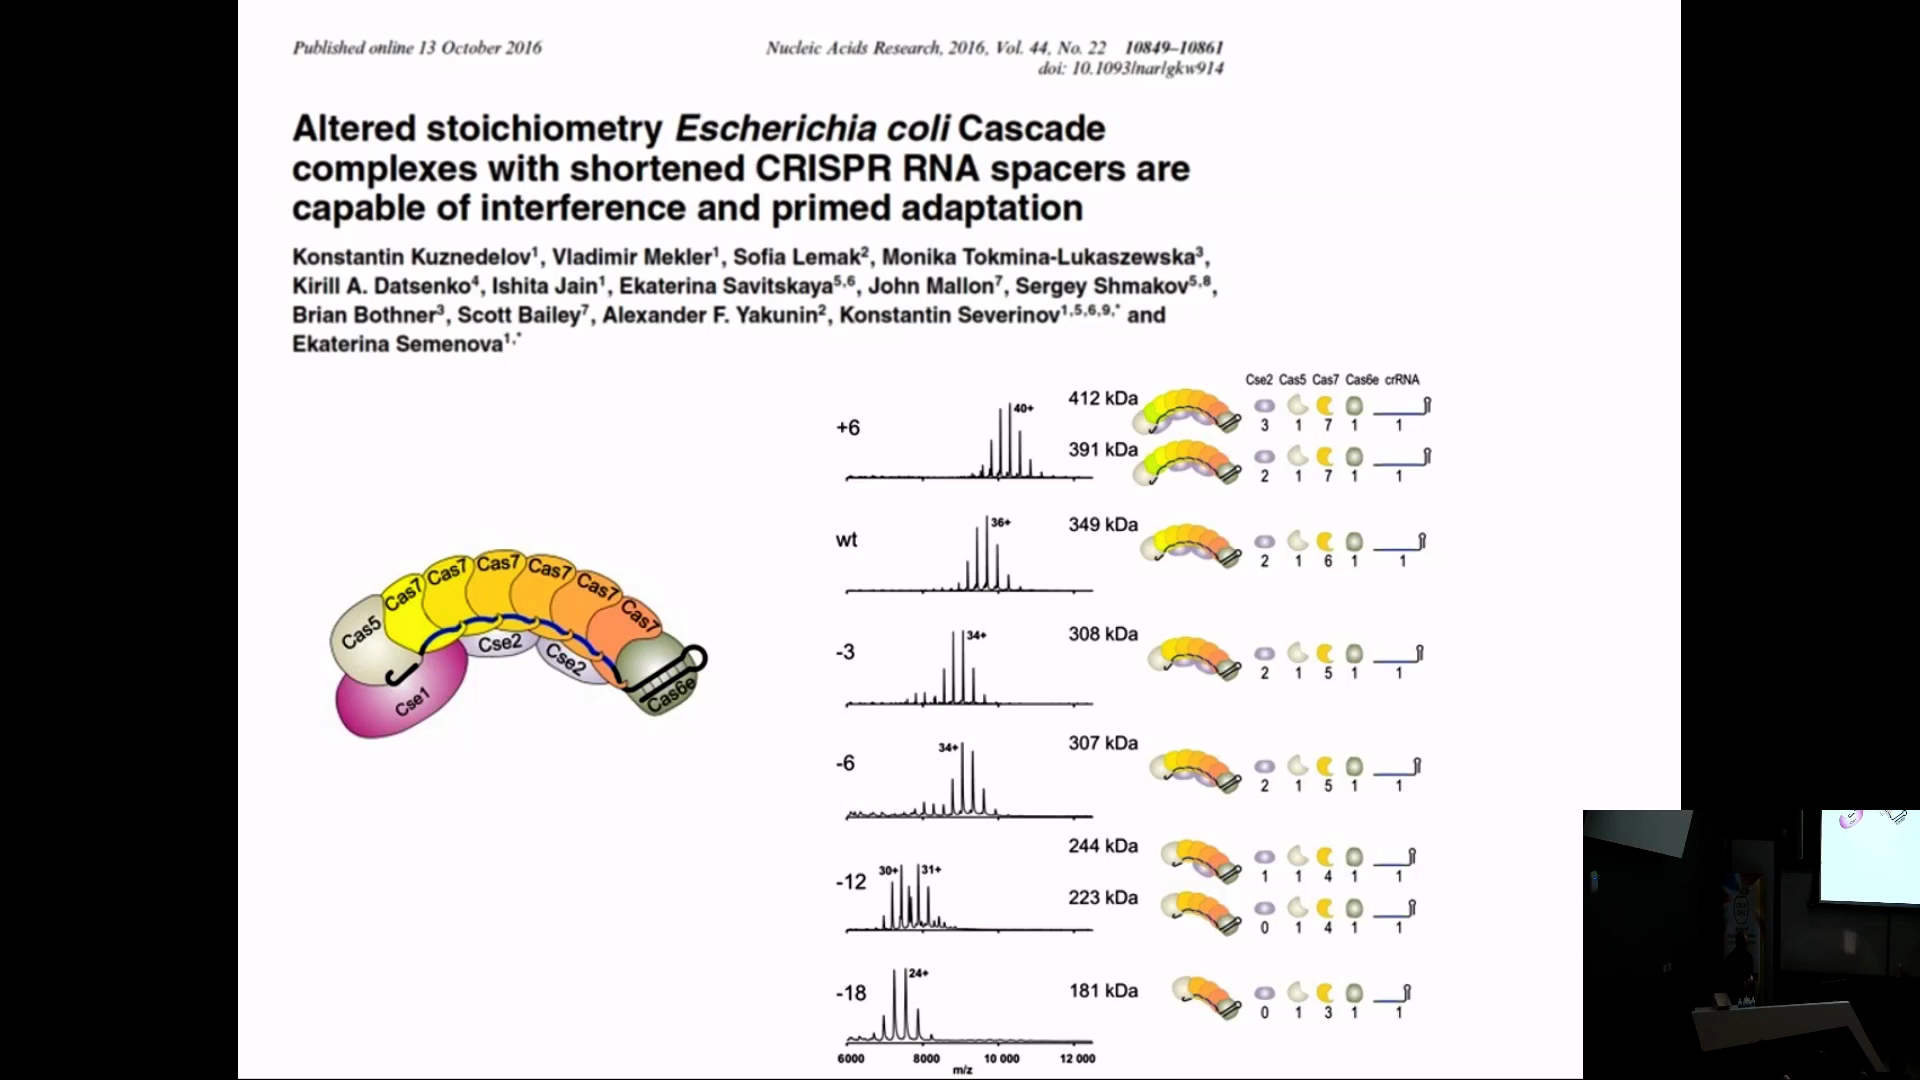 Published online 13 October 2016
Nucleic Acids Research, 2016, Vol. 44, No. 22 10849–10861
doi: 10.1093/nar/gkw914
Altered stoichiometry Escherichia coli Cascade
complexes with shortened CRISPR RNA spacers are
capable of interference and primed adaptation
Konstantin Kuznedelov1, Vladimir Mekler1, Sofia Lemak2, Monika Tokmina-Lukaszewska3,
Kirill A. Datsenko4, Ishita Jain1, Ekaterina Savitskaya5,6, John Mallon7, Sergey Shmakov5,8,
Brian Bothner3, Scott Bailey7, Alexander F. Yakunin2, Konstantin Severinov1,5,6,9,* and
Ekaterina Semenova1,*
Cas5
Cas7
Cas7
Cas7
Cas7
Cas7
Cas7
Cse1
Cse2
Cse2
Cas6e
Cse2 Cas5 Cas7 Cas6e crRNA
+6
40+
412 kDa
3 1 7 1 1
391 kDa
2 1 7 1 1
wt
36+
349 kDa
2 1 6 1 1
-3
34+
308 kDa
2 1 5 1 1
-6
34+
307 kDa
2 1 5 1 1
-12
30+ 31+
244 kDa
1 1 4 1 1
223 kDa
0 1 4 1 1
-18
24+
181 kDa
0 1 3 1 1
6000 8000 10 000 12 000
m/z